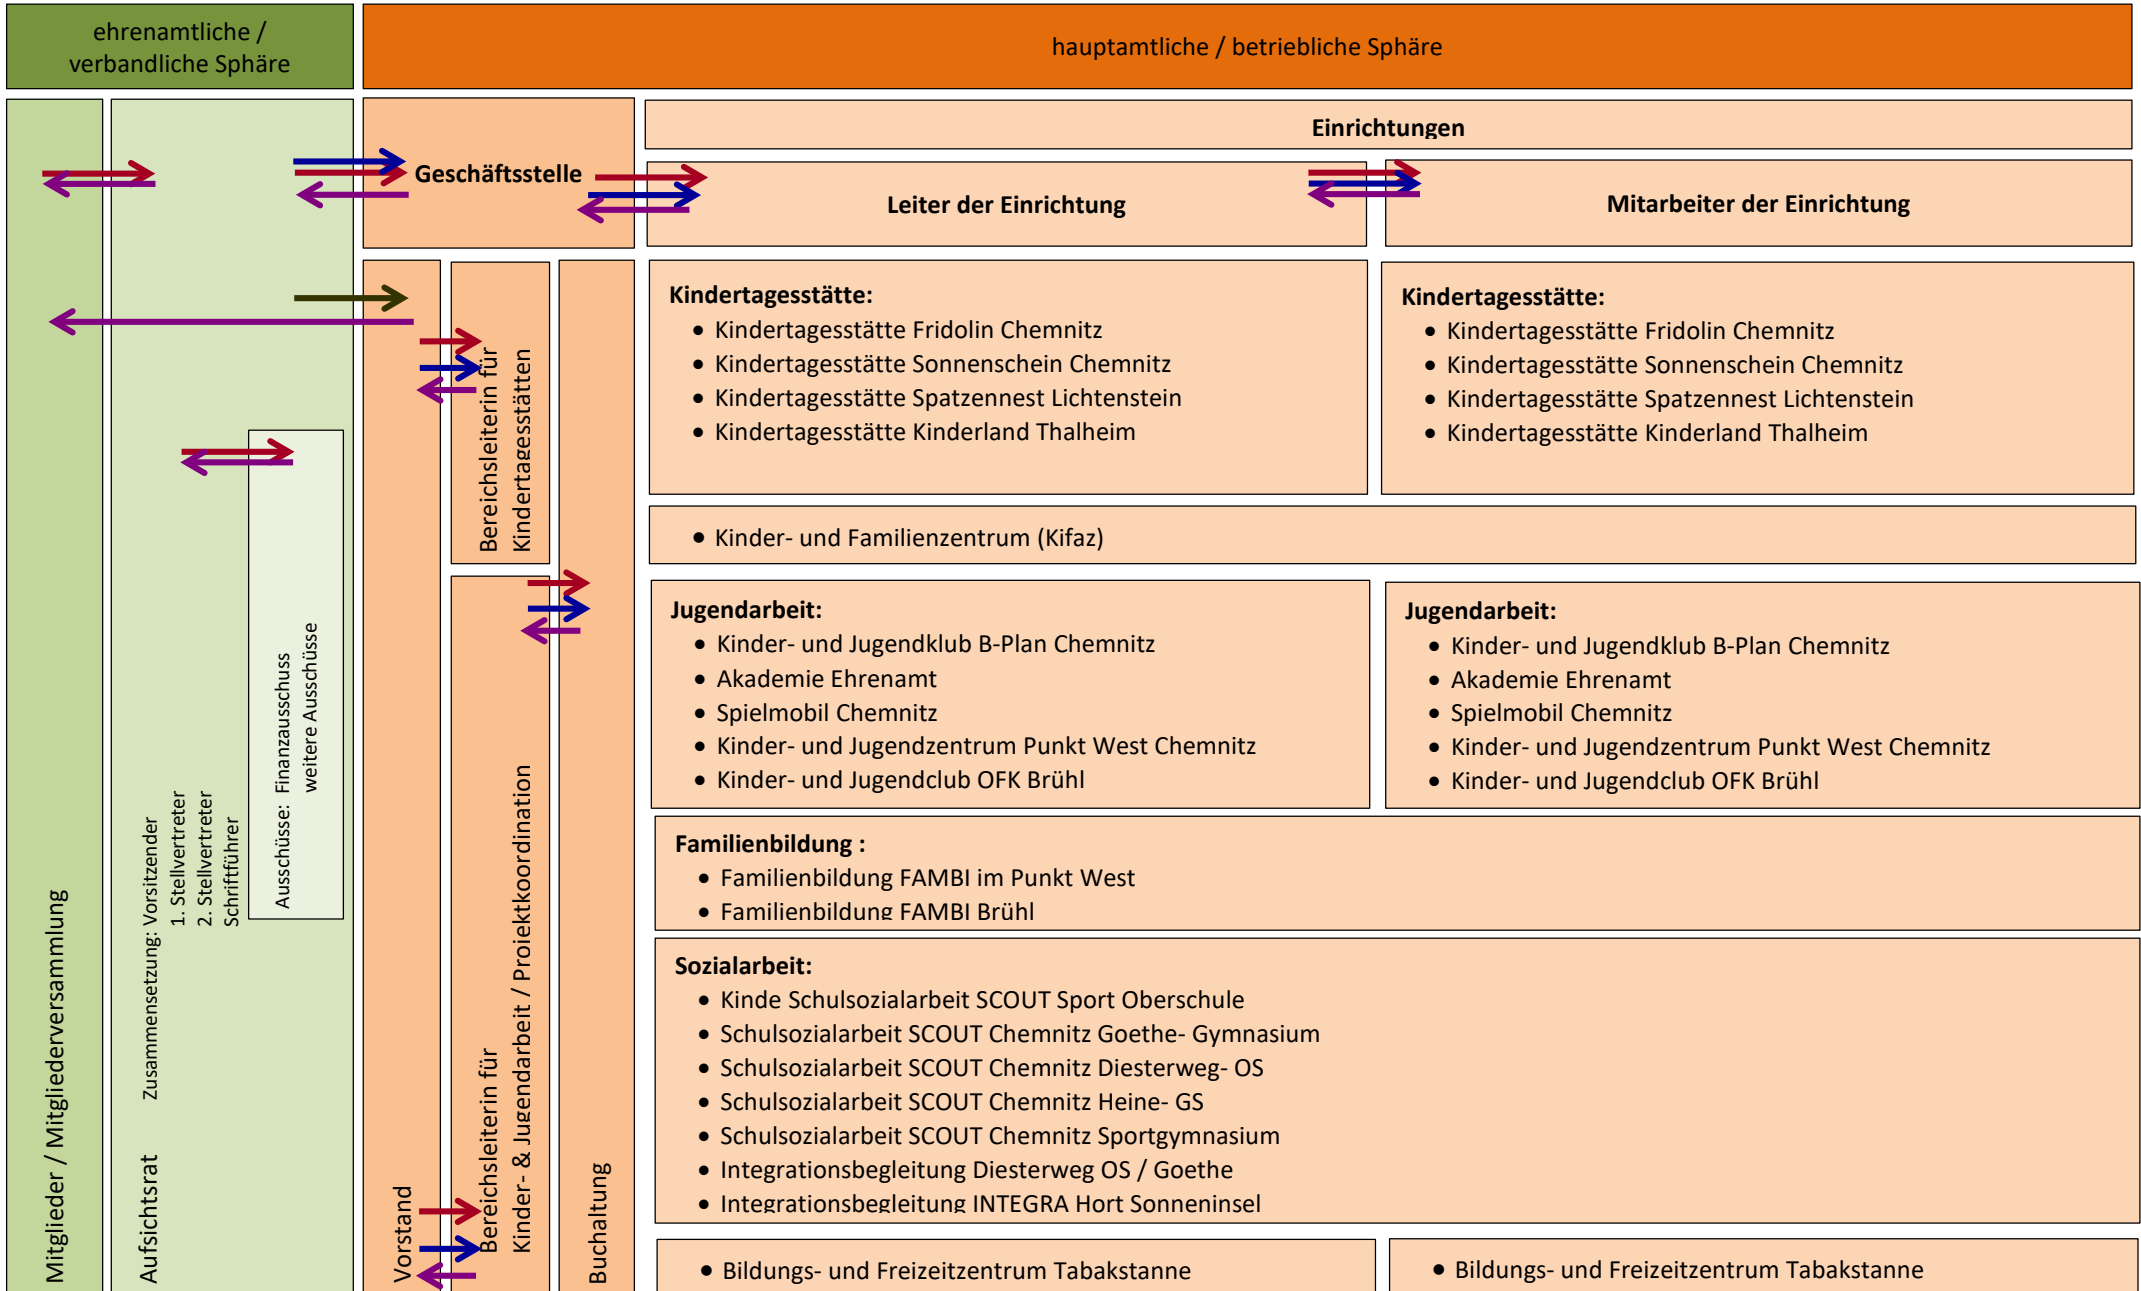 ehrenamtliche /
verbandliche Sphäre
hauptamtliche / betriebliche Sphäre
Mitglieder / Mitgliederversammlung
Aufsichtsrat
Zusammensetzung: Vorsitzender
1. Stellvertreter
2. Stellvertreter
Schriftführer
Ausschüsse: Finanzausschuss
weitere Ausschüsse
Geschäftsstelle
Vorstand
Bereichsleiterin für
Kindertagesstätten
Bereichsleiterin für
Kinder- & Jugendarbeit / Projektkoordination
Buchaltung
Einrichtungen
Leiter der Einrichtung
Mitarbeiter der Einrichtung
Kindertagesstätte:
• Kindertagesstätte Fridolin Chemnitz
• Kindertagesstätte Sonnenschein Chemnitz
• Kindertagesstätte Spatzennest Lichtenstein
• Kindertagesstätte Kinderland Thalheim
Kindertagesstätte:
• Kindertagesstätte Fridolin Chemnitz
• Kindertagesstätte Sonnenschein Chemnitz
• Kindertagesstätte Spatzennest Lichtenstein
• Kindertagesstätte Kinderland Thalheim
• Kinder- und Familienzentrum (Kifaz)
Jugendarbeit:
• Kinder- und Jugendklub B-Plan Chemnitz
• Akademie Ehrenamt
• Spielmobil Chemnitz
• Kinder- und Jugendzentrum Punkt West Chemnitz
• Kinder- und Jugendclub OFK Brühl
Jugendarbeit:
• Kinder- und Jugendklub B-Plan Chemnitz
• Akademie Ehrenamt
• Spielmobil Chemnitz
• Kinder- und Jugendzentrum Punkt West Chemnitz
• Kinder- und Jugendclub OFK Brühl
Familienbildung :
• Familienbildung FAMBI im Punkt West
• Familienbildung FAMBI Brühl
Sozialarbeit:
• Kinde Schulsozialarbeit SCOUT Sport Oberschule
• Schulsozialarbeit SCOUT Chemnitz Goethe- Gymnasium
• Schulsozialarbeit SCOUT Chemnitz Diesterweg- OS
• Schulsozialarbeit SCOUT Chemnitz Heine- GS
• Schulsozialarbeit SCOUT Chemnitz Sportgymnasium
• Integrationsbegleitung Diesterweg OS / Goethe
• Integrationsbegleitung INTEGRA Hort Sonneninsel
• Bildungs- und Freizeitzentrum Tabakstanne
• Bildungs- und Freizeitzentrum Tabakstanne